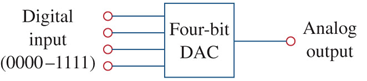 Digital
input
(0000–1111)
Four-bit
DAC
Analog
output